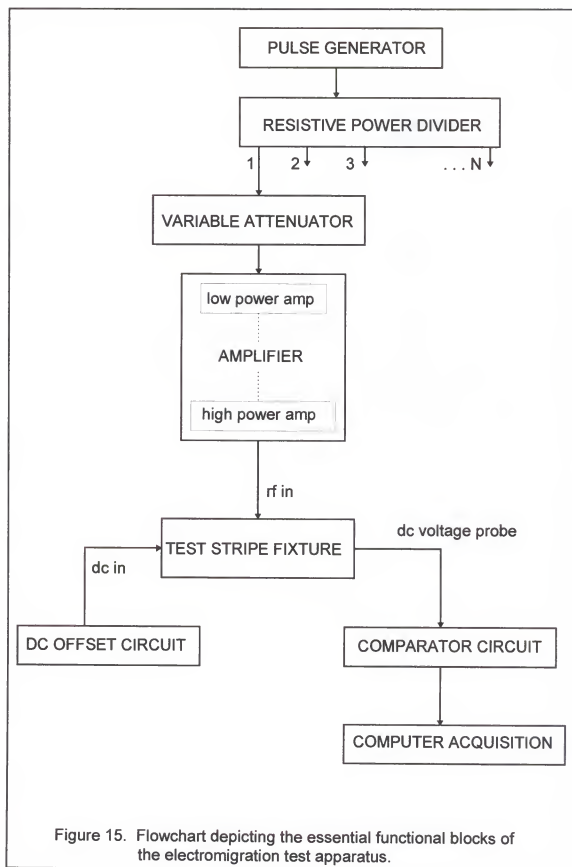 PULSE GENERATOR
RESISTIVE POWER DIVIDER
1 2 3 . . . N
VARIABLE ATTENUATOR
low power amp
AMPLIFIER
high power amp
rf in
TEST STRIPE FIXTURE
dc voltage probe
dc in
DC OFFSET CIRCUIT
COMPARATOR CIRCUIT
COMPUTER ACQUISITION
Figure 15. Flowchart depicting the essential functional blocks of
the electromigration test apparatus.